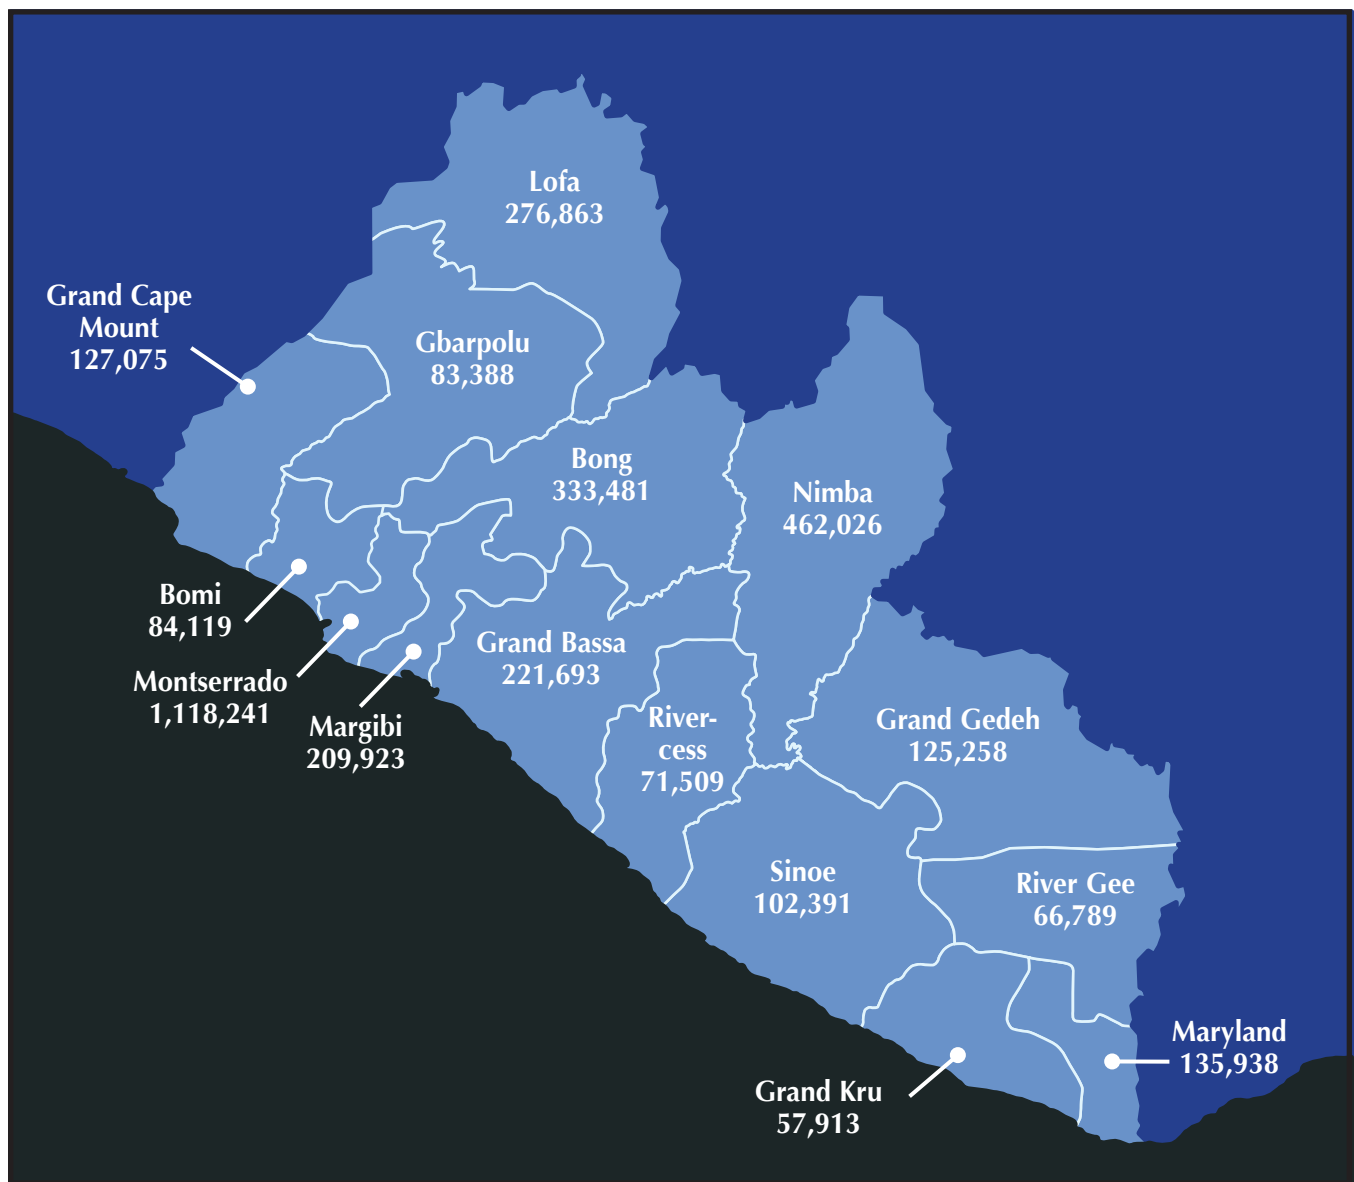 Lofa
276,863
Grand Cape
Mount
127,075
Gbarpolu
83,388
Bong
333,481
Nimba
462,026
Bomi
84,119
Grand Bassa
221,693
Montserrado
1,118,241
Margibi
209,923
River-
cess
71,509
Grand Gedeh
125,258
Sinoe
102,391
River Gee
66,789
Maryland
135,938
Grand Kru
57,913